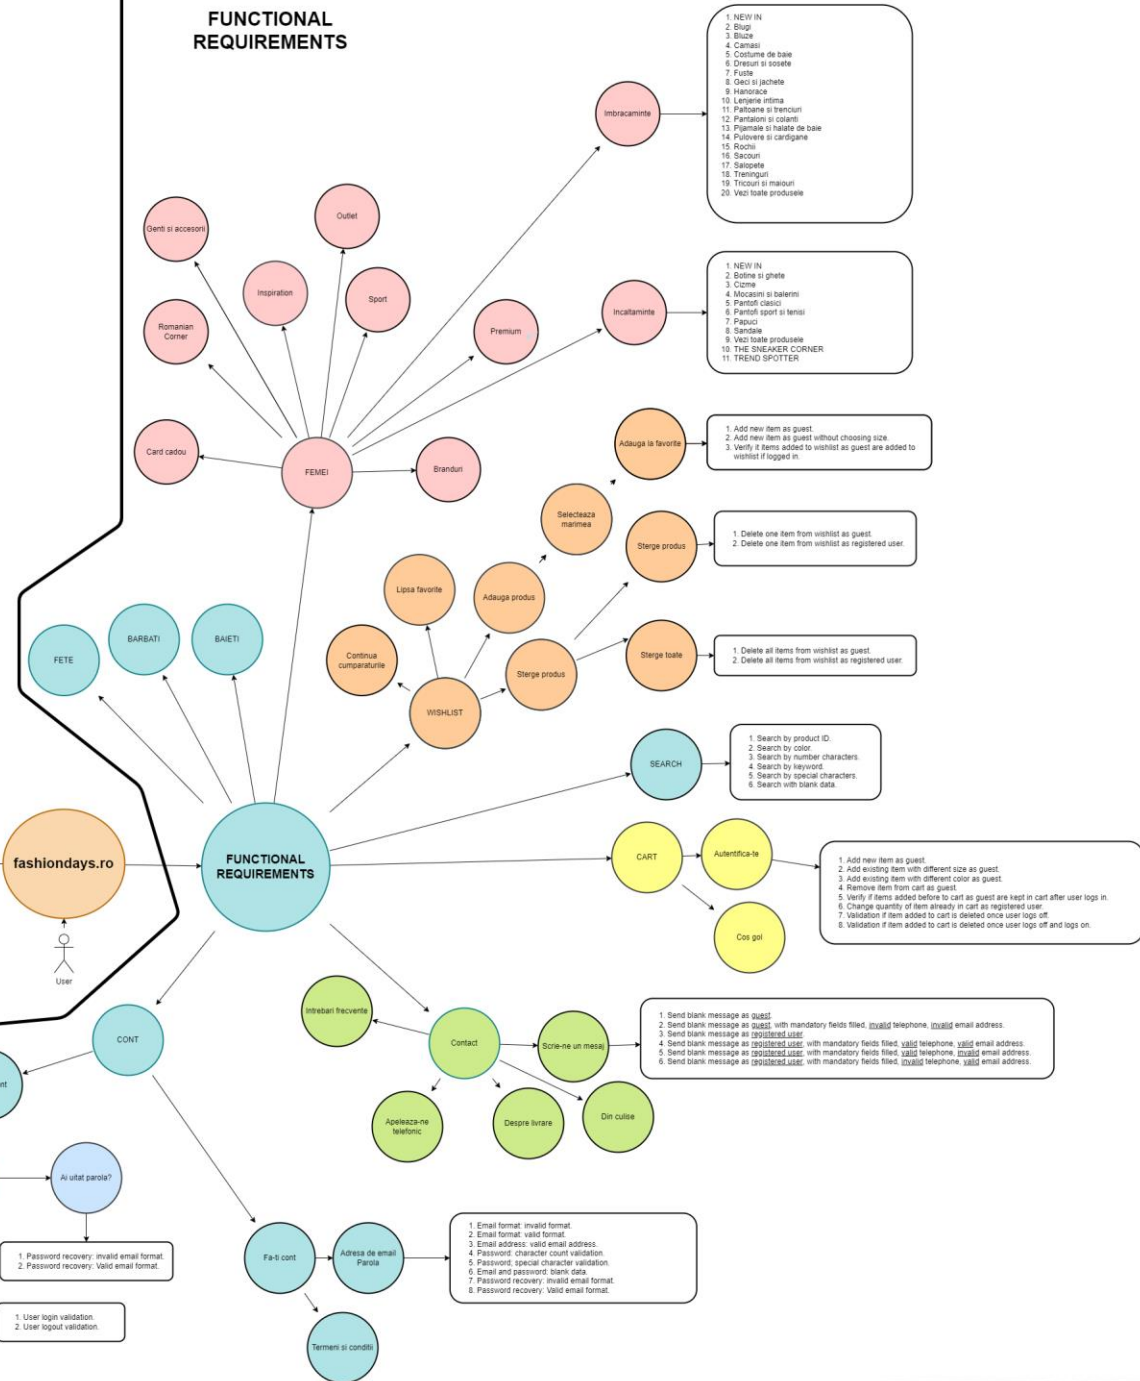 FUNCTIONAL
REQUIREMENTS
1. NEW IN
2. Blugi
3. Bluze
4. Camasi
5. Costume de baie
6. Dresuri si sosete
7. Fuste
8. Geci si jachete
9. Hanorace
10. Lenjerie intima
11. Paltoane si trenciuri
12. Pantaloni si colanti
13. Pijamale si halate de baie
14. Pulovere si cardigane
15. Rochii
16. Sacouri
17. Salopete
18. Treninguri
19. Tricouri si maiouri
20. Vezi toate produsele
Imbracaminte
Genti si accesorii
Outlet
Inspiration
Sport
Romanian
Corner
Premium
Incaltaminte
1. NEW IN
2. Botine si ghete
3. Cizme
4. Mocasini si balerini
5. Pantofi clasici
6. Pantofi sport si tenisi
7. Papuci
8. Sandale
9. Vezi toate produsele
10. THE SNEAKER CORNER
11. TREND SPOTTER
Card cadou
FEMEI
Branduri
Adauga la favorite
1. Add new item as guest.
2. Add new item as guest without choosing size.
3. Verify it items added to wishlist as guest are added to
wishlist if logged in.
Selecteaza
marimea
Sterge produs
1. Delete one item from wishlist as guest.
2. Delete one item from wishlist as registered user.
Lipsa favorite
Adauga produs
FETE
BARBATI
BAIETI
Continua
cumparaturile
Sterge produs
Sterge toate
1. Delete all items from wishlist as guest.
2. Delete all items from wishlist as registered user.
WISHLIST
SEARCH
1. Search by product ID.
2. Search by color.
3. Search by number characters.
4. Search by keyword.
5. Search by special characters.
6. Search with blank data.
fashiondays.ro
User
FUNCTIONAL
REQUIREMENTS
CART
Autentifica-te
1. Add new item as guest.
2. Add existing item with different size as guest.
3. Add existing item with different color as guest.
4. Remove item from cart as guest.
5. Verify if items added before to cart as guest are kept in cart after user logs in.
6. Change quantity of item already in cart as registered user.
7. Validation if item added to cart is deleted once user logs off.
8. Validation if item added to cart is deleted once user logs off and logs on.
Cos gol
CONT
nt
Intrebari frecvente
Contact
Scrie-ne un mesaj
1. Send blank message as guest.
2. Send blank message as guest, with mandatory fields filled, invalid telephone, invalid email address.
3. Send blank message as registered user.
4. Send blank message as registered user, with mandatory fields filled, valid telephone, valid email address.
5. Send blank message as registered user, with mandatory fields filled, valid telephone, invalid email address.
6. Send blank message as registered user, with mandatory fields filled, invalid telephone, valid email address.
Apeleaza-ne
telefonic
Despre livrare
Din culise
Ai uitat parola?
1. Password recovery: invalid email format.
2. Password recovery: Valid email format.
1. User login validation.
2. User logout validation.
Fa-ti cont
Adresa de email
Parola
1. Email format: invalid format.
2. Email format: valid format.
3. Email address: valid email address.
4. Password: character count validation.
5. Password; special character validation.
6. Email and password: blank data.
7. Password recovery: invalid email format.
8. Password recovery: Valid email format.
Termeni si conditii